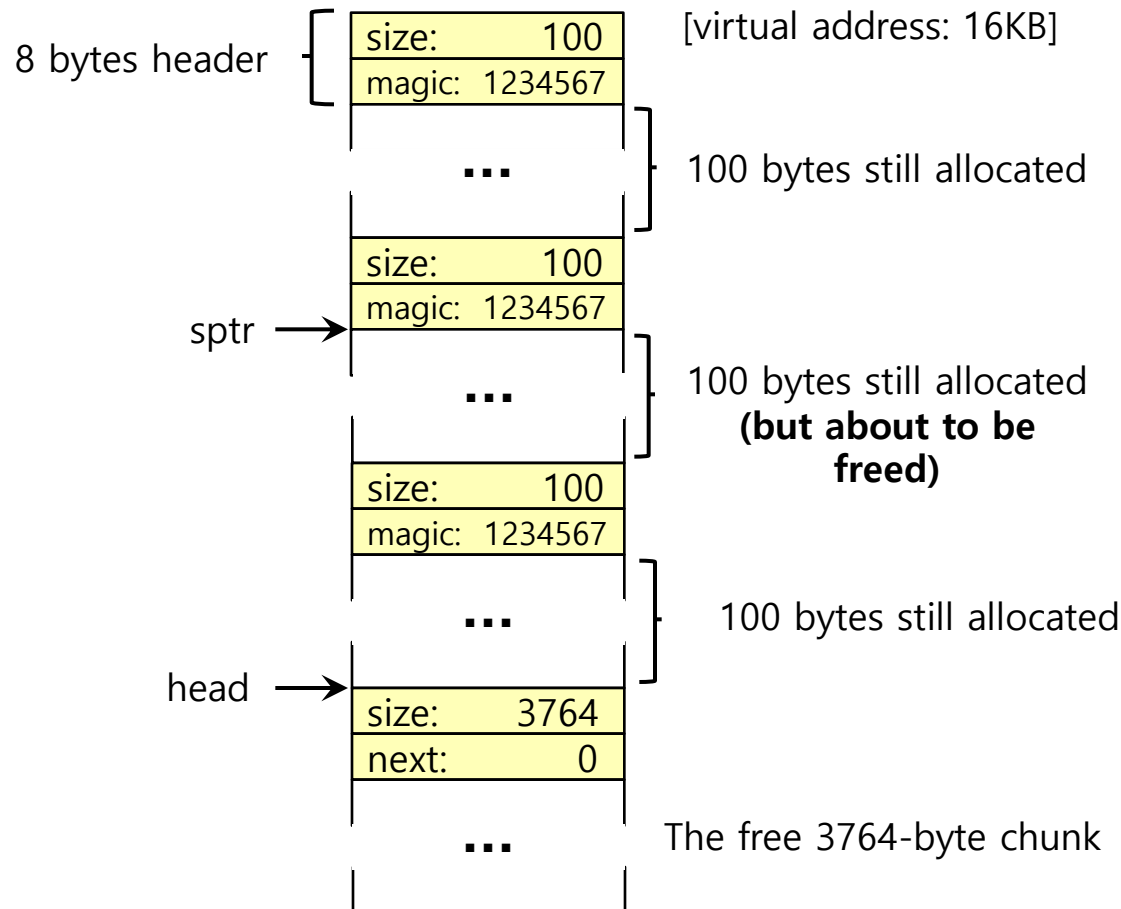 [virtual address: 16KB]
8 bytes header
size: 100
magic: 1234567
...
100 bytes still allocated
size: 100
magic: 1234567
sptr
...
100 bytes still allocated
(but about to be
freed)
size: 100
magic: 1234567
...
100 bytes still allocated
head
size: 3764
next: 0
...
The free 3764-byte chunk